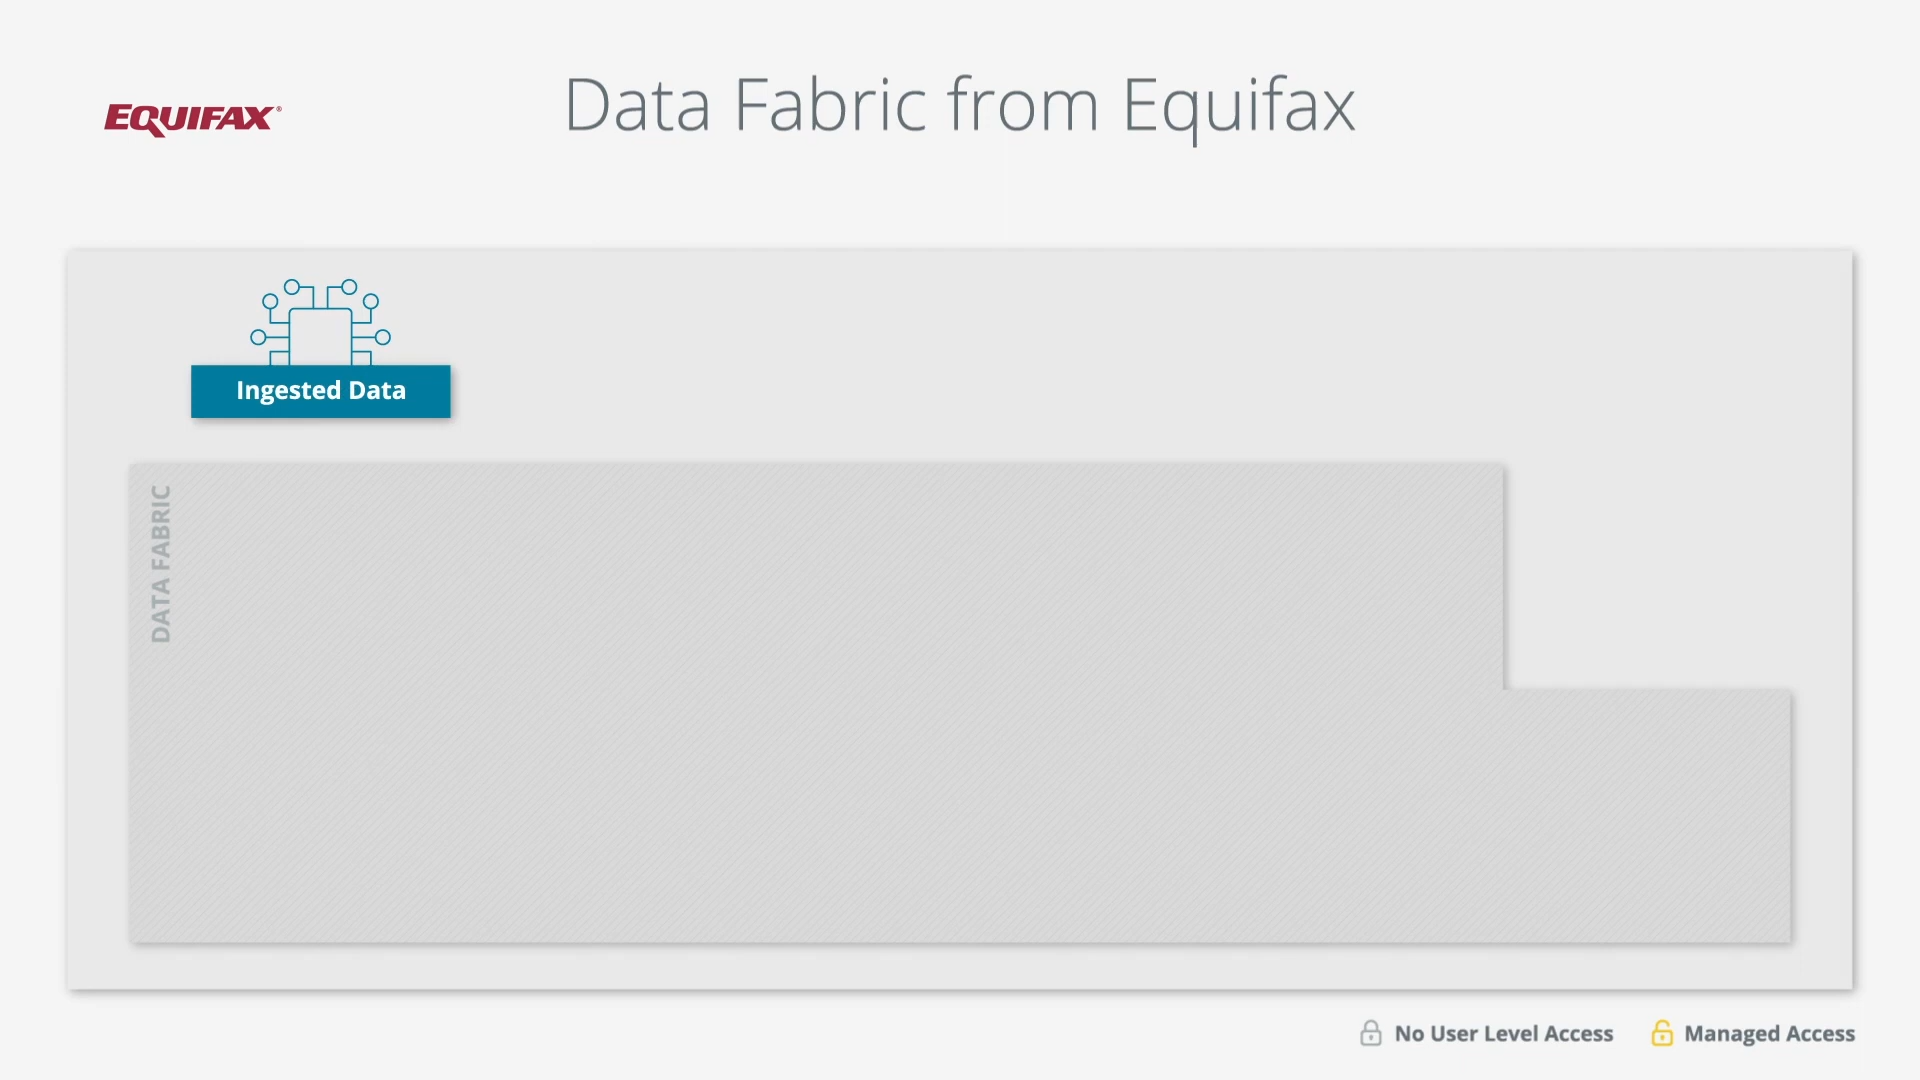 EQUIFAX®
Data Fabric from Equifax
Ingested Data
DATA FABRIC
No User Level Access
Managed Access